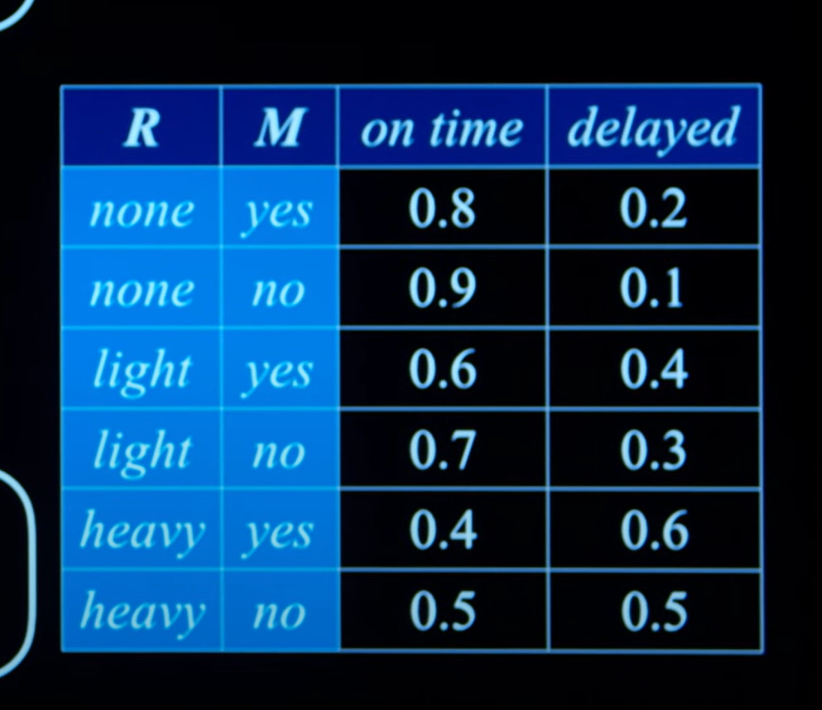 R M on time delayed
none yes 0.8 0.2
none no 0.9 0.1
light yes 0.6 0.4
light no 0.7 0.3
heavy yes 0.4 0.6
heavy no 0.5 0.5